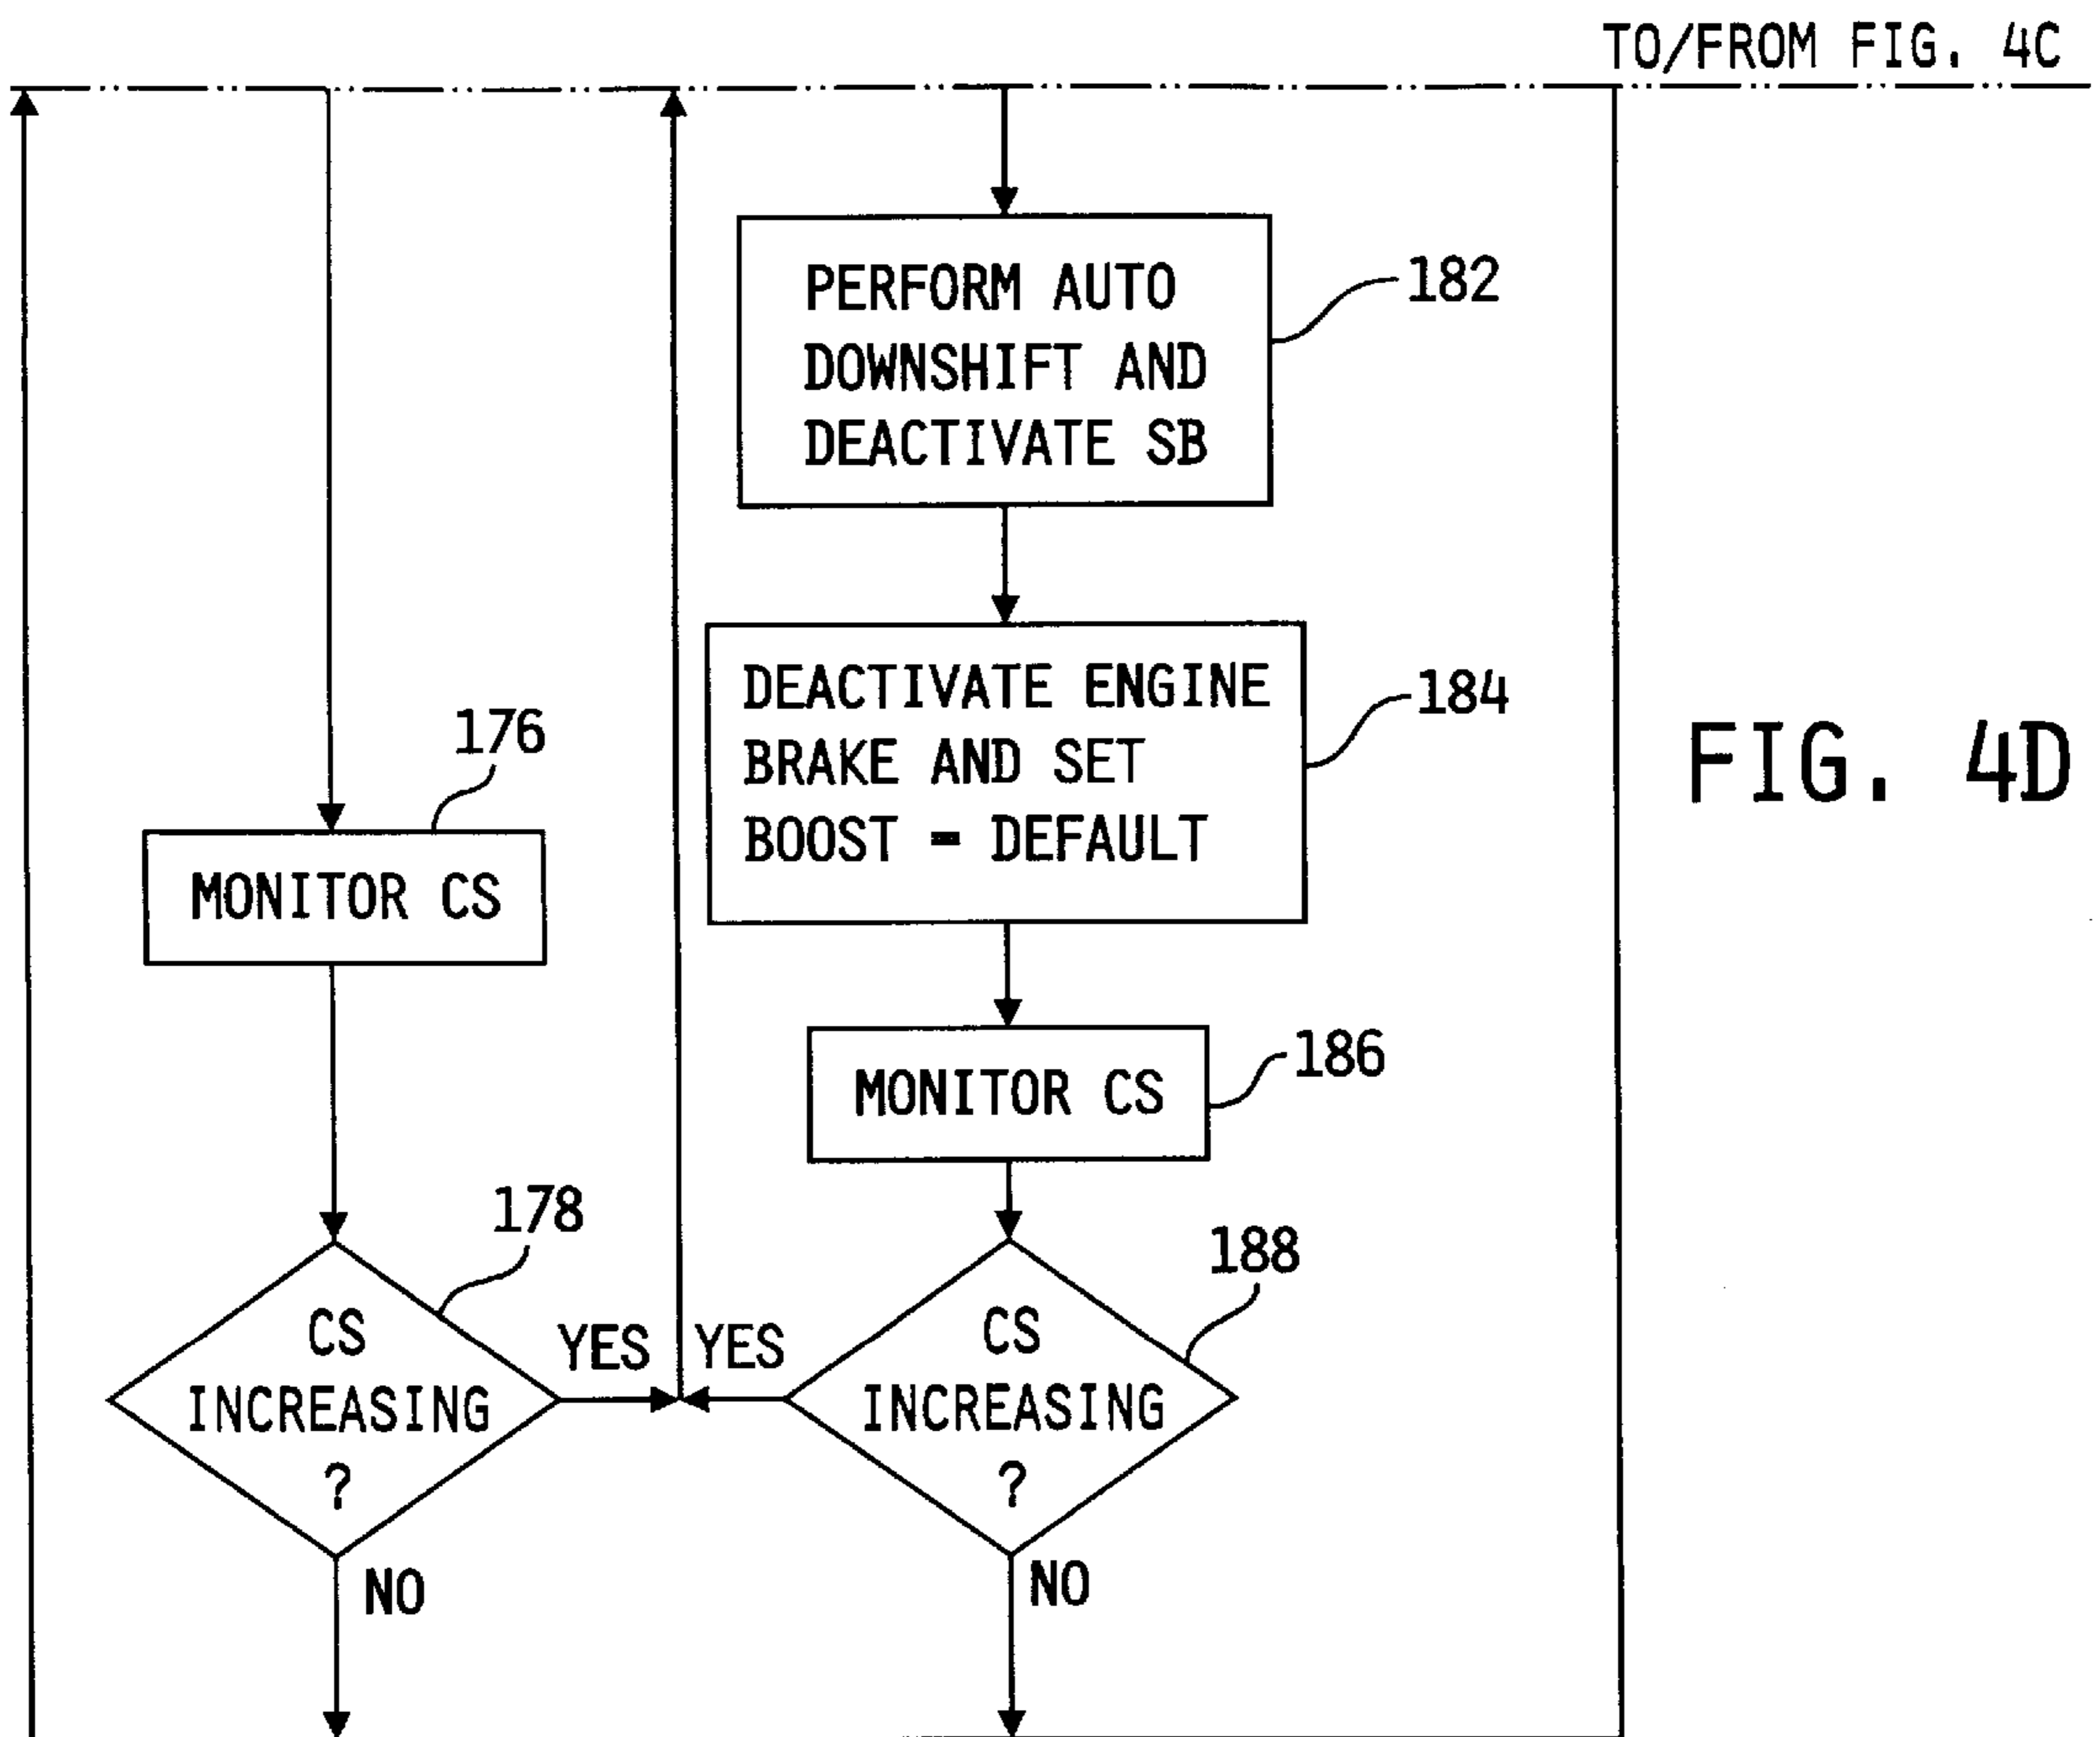 TO/FROM FIG. 4C
PERFORM AUTO
DOWNSHIFT AND
DEACTIVATE SB
182
DEACTIVATE ENGINE
BRAKE AND SET
BOOST = DEFAULT
184
FIG. 4D
176
MONITOR CS
MONITOR CS
186
178
CS
INCREASING
?
YES
NO
188
YES
CS
INCREASING
?
NO